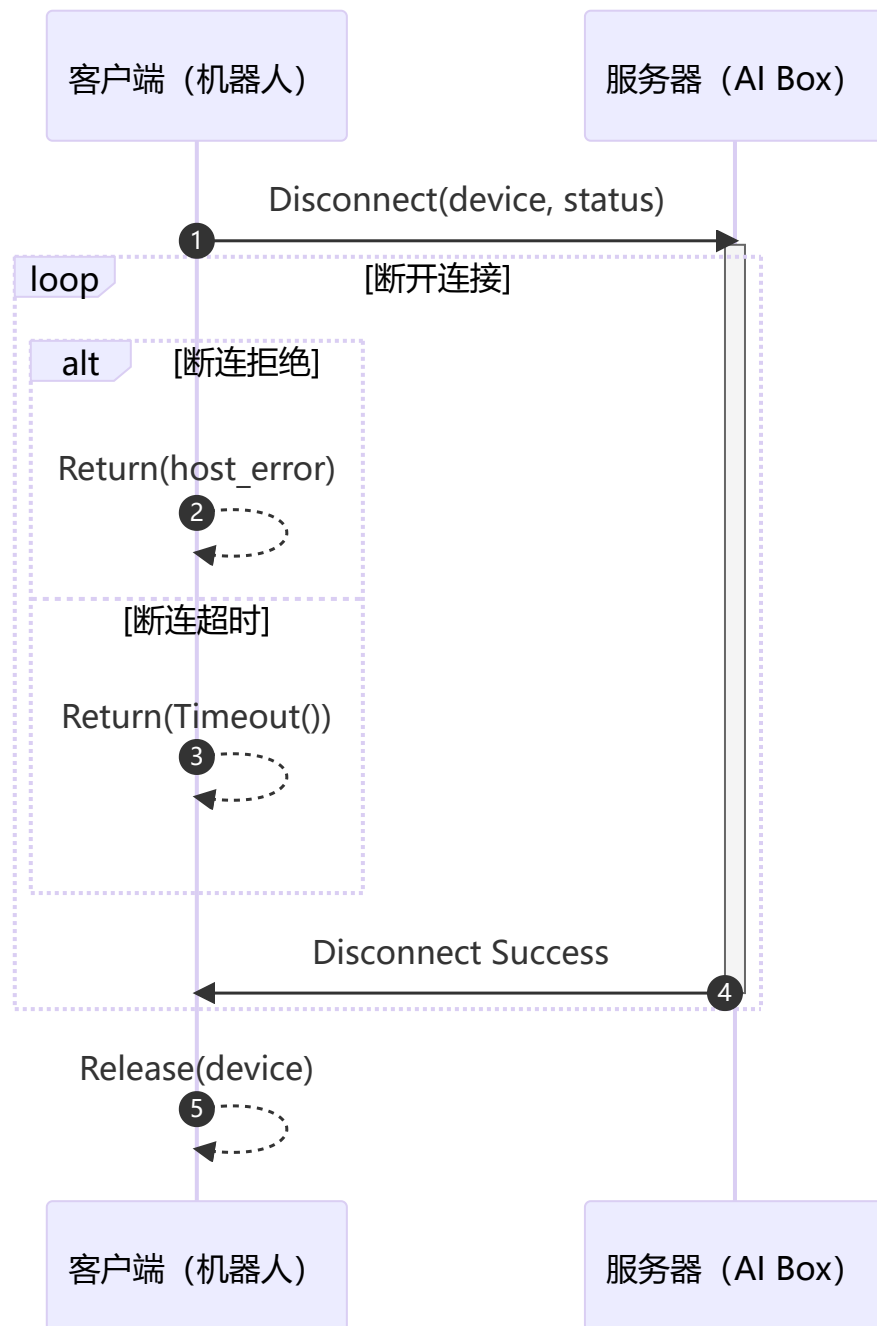 客户端（机器人）
服务器（AI Box）
Disconnect(device, status)
1
loop
[断开连接]
alt
[断连拒绝]
Return(host_error)
2
[断连超时]
Return(Timeout())
3
Disconnect Success
4
Release(device)
5
客户端（机器人）
服务器（AI Box）